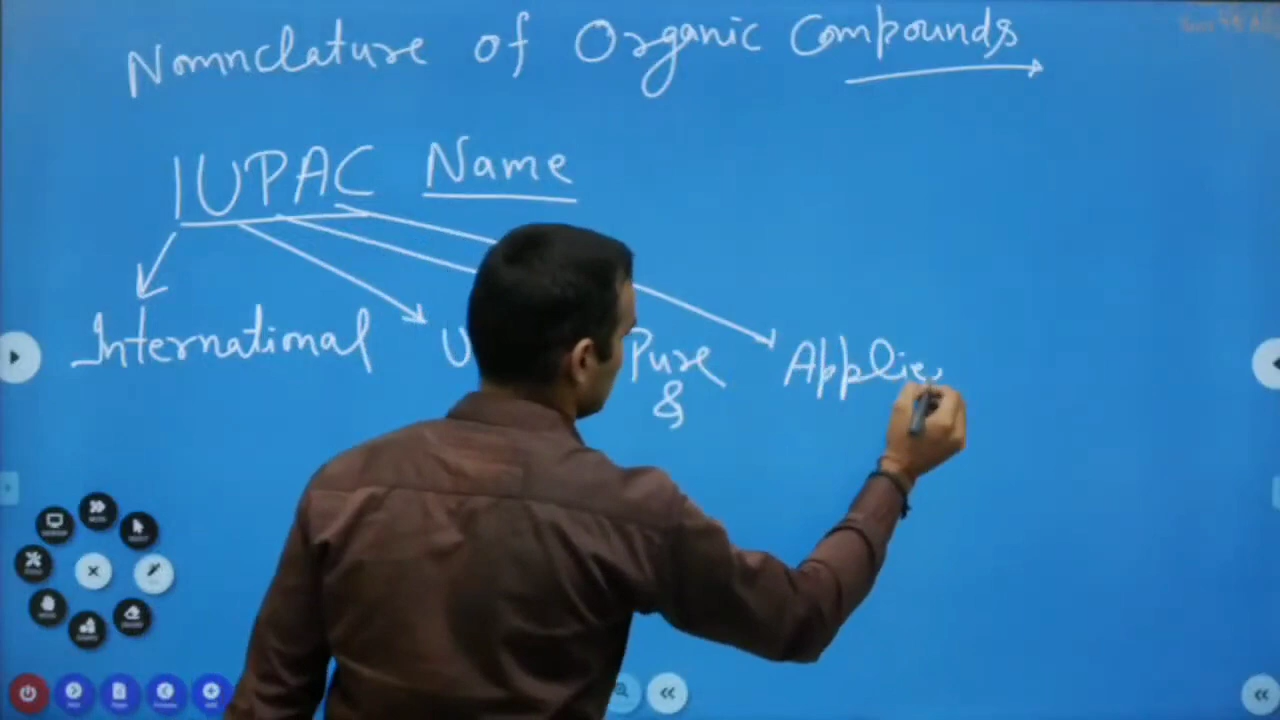 Nomnclature of Organic Compounds
IUPAC Name
International U Pure Applie
&